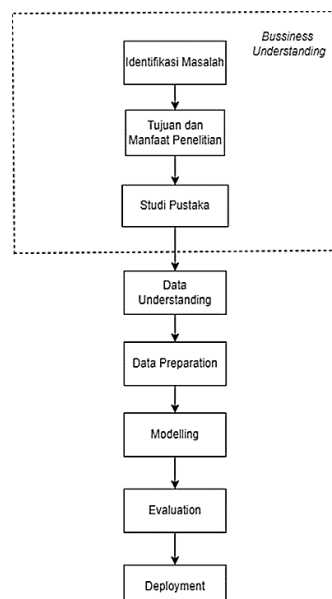 Bussiness
Understanding
Identifikasi Masalah
Tujuan dan
Manfaat Penelitian
Studi Pustaka
Data
Understanding
Data Preparation
Modelling
Evaluation
Deployment